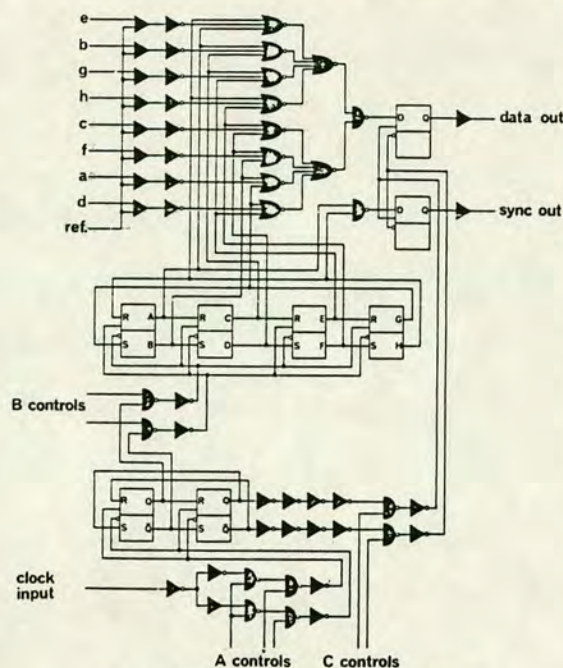 e
b
g
h
c
f
a
d
ref.
data out
sync out
R A
S B
R C
S D
R E
S F
R G
S H
B controls
R Q
S Q̅
R Q
S Q̅
clock input
A controls
C controls